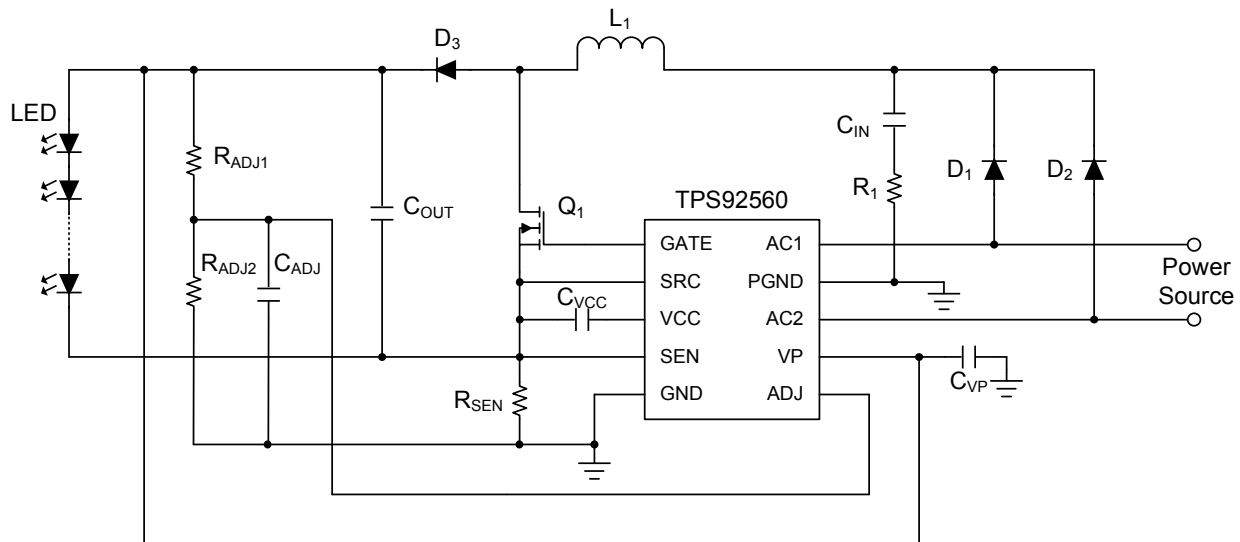 L1
D3
LED
CIN
RADJ1
R1
D1
D2
TPS92560
COUT
Q1
GATE
AC1
RADJ2
CADJ
SRC
PGND
Power
Source
CVCC
VCC
AC2
SEN
VP
CVP
RSEN
GND
ADJ